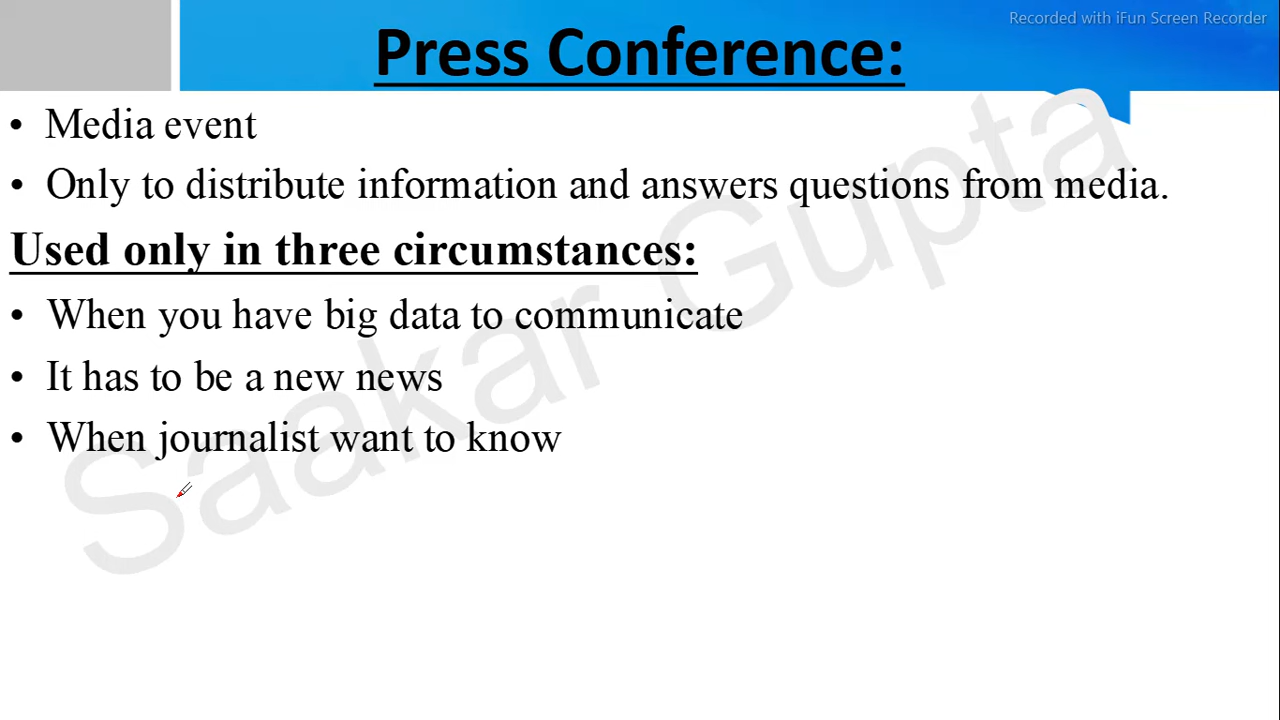 Recorded with iFun Screen Recorder
Press Conference:
• Media event
• Only to distribute information and answers questions from media.
Used only in three circumstances:
• When you have big data to communicate
• It has to be a new news
• When journalist want to know
Saakar Gupta